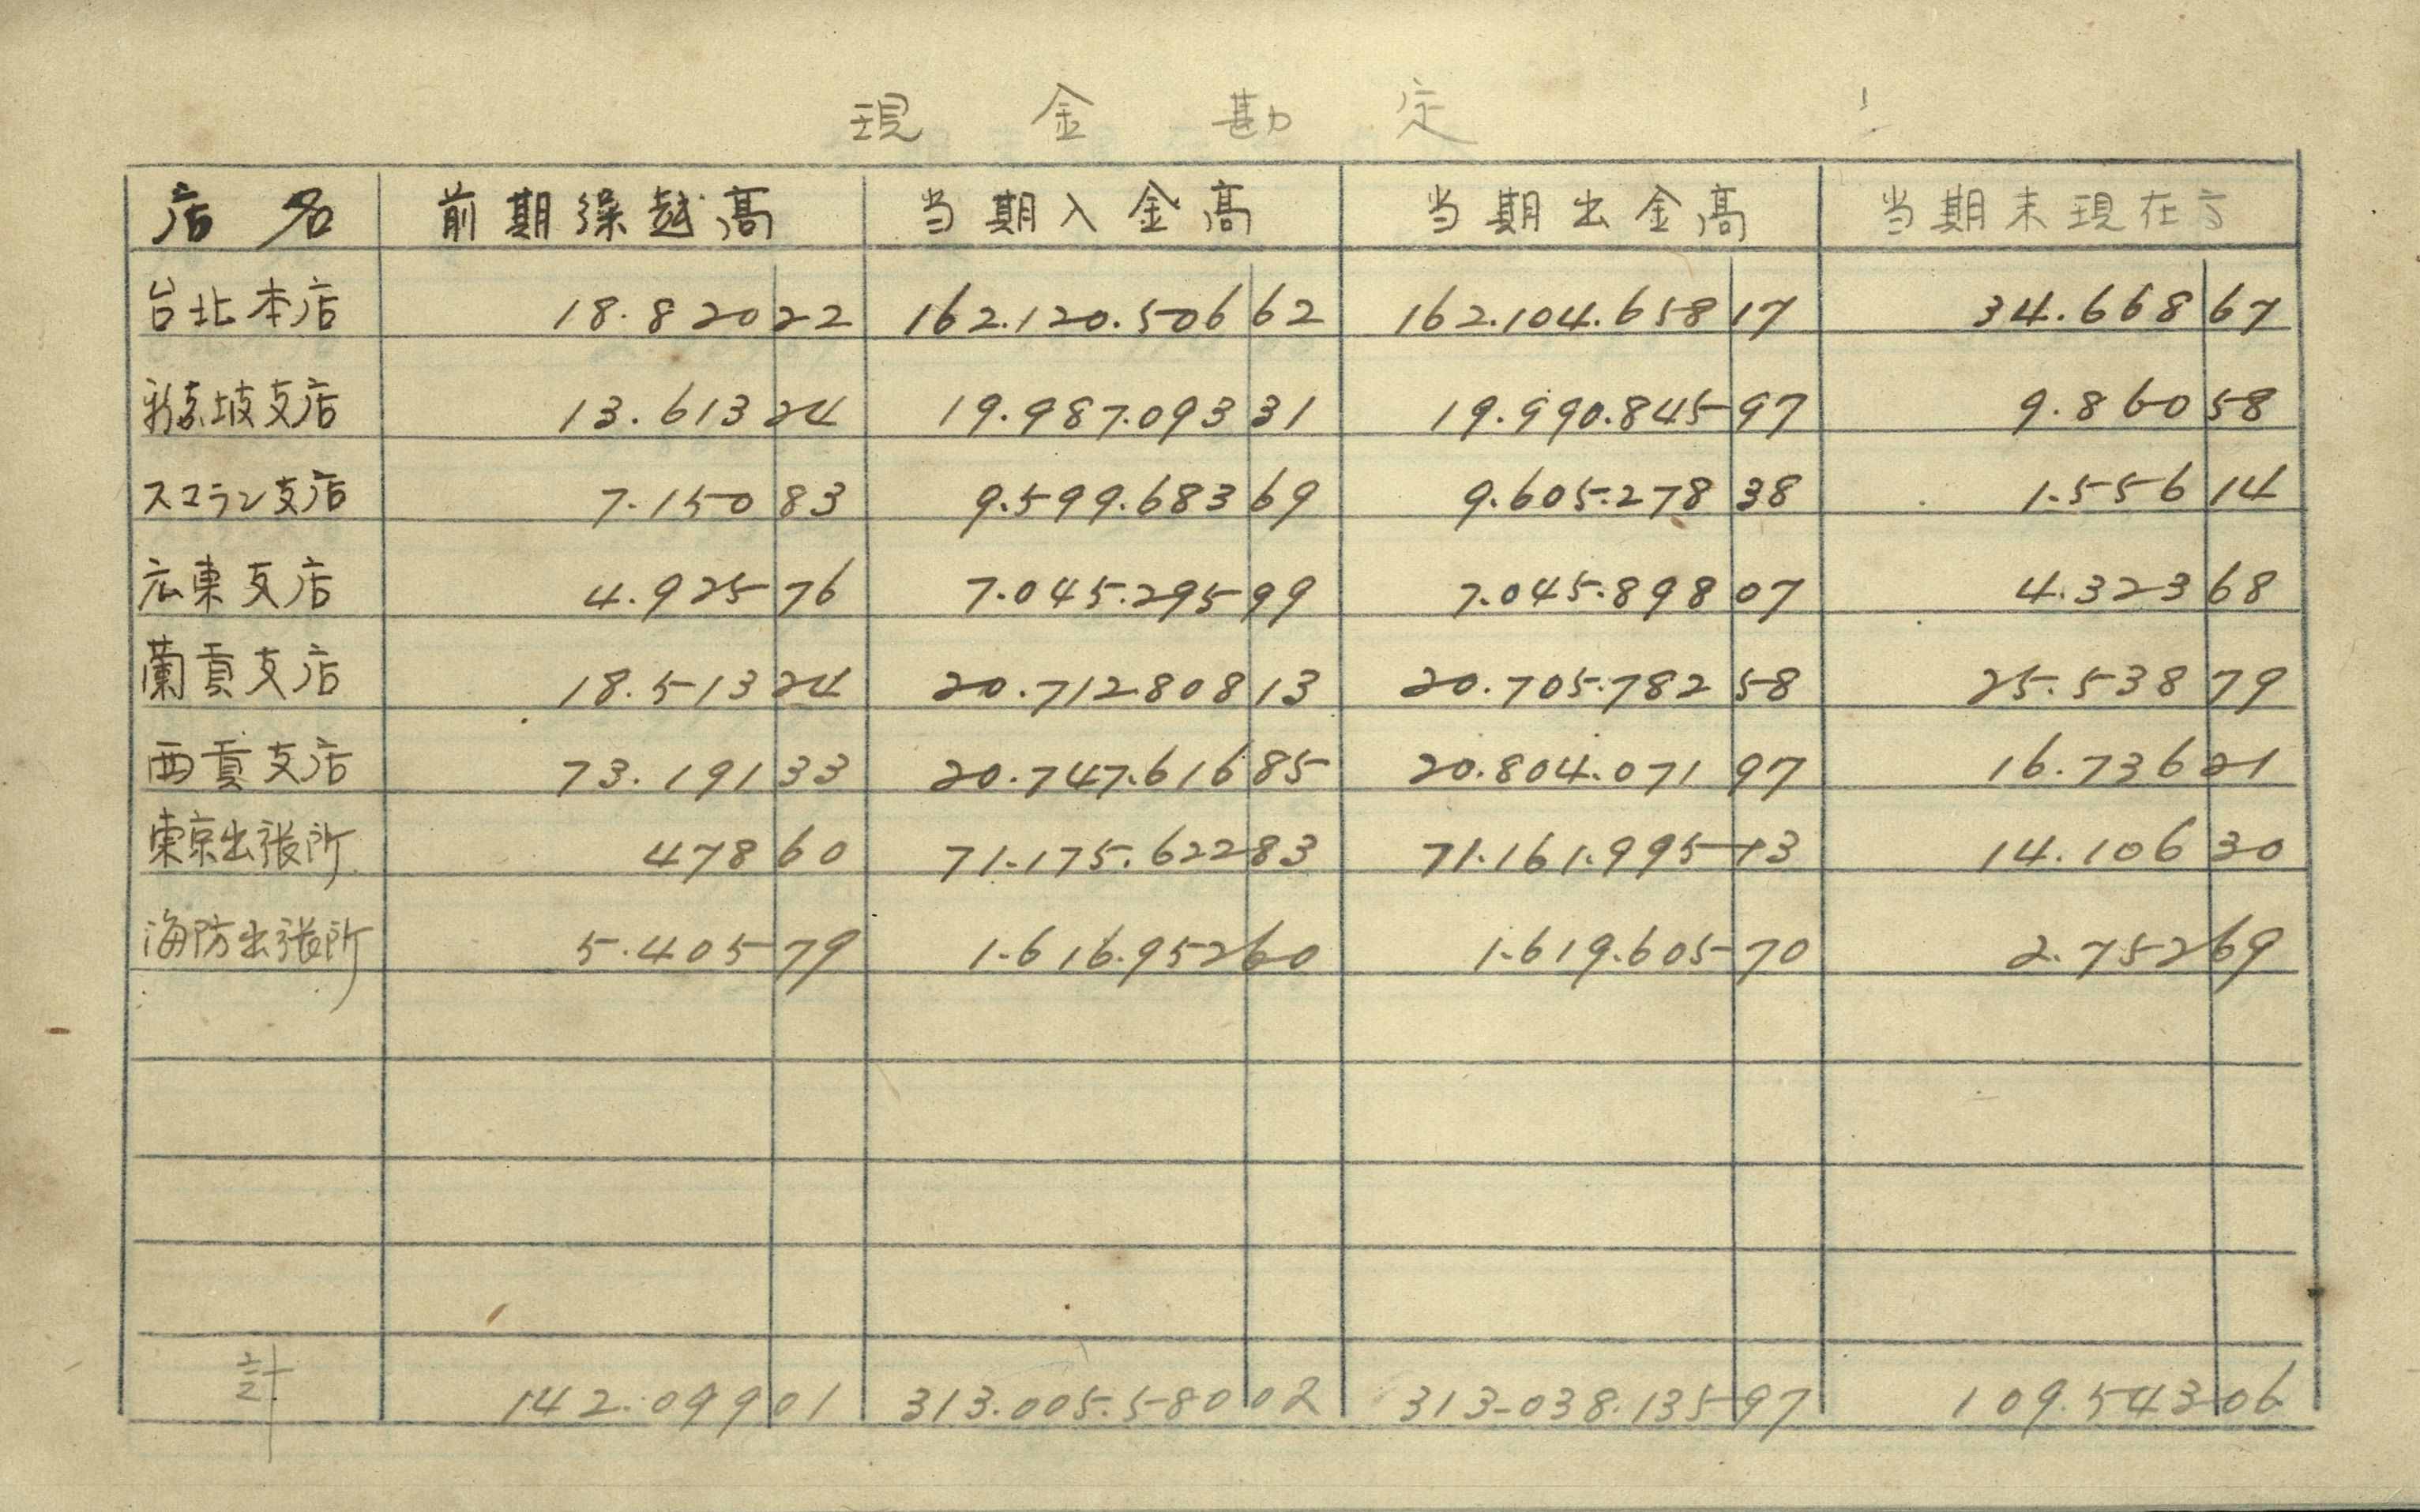 現金勘定
店名 前期繰越高 当期入金高 当期出金高 当期末現在高
台北本店 18.820 22 162.120.506 62 162.104.658 17 34.668 67
新嘉坡支店 13.613 24 19.987.093 31 19.990.845 97 9.860 58
スマラン支店 7.150 83 9.599.683 69 9.605.278 38 1.556 14
広東支店 4.925 76 7.045.295 99 7.045.898 07 4.323 68
蘭貢支店 18.513 24 20.712808 13 20.705.782 58 25.538 79
西貢支店 73.191 33 20.747.616 85 20.804.071 97 16.736 21
東京出張所 478 60 71.175.622 83 71.161.995 13 14.106 30
海防出張所 5.405 79 1.616.952 60 1.619.605 70 2.752 69
計 142.099 01 313.005.580 02 313.038.135 97 109.543 06